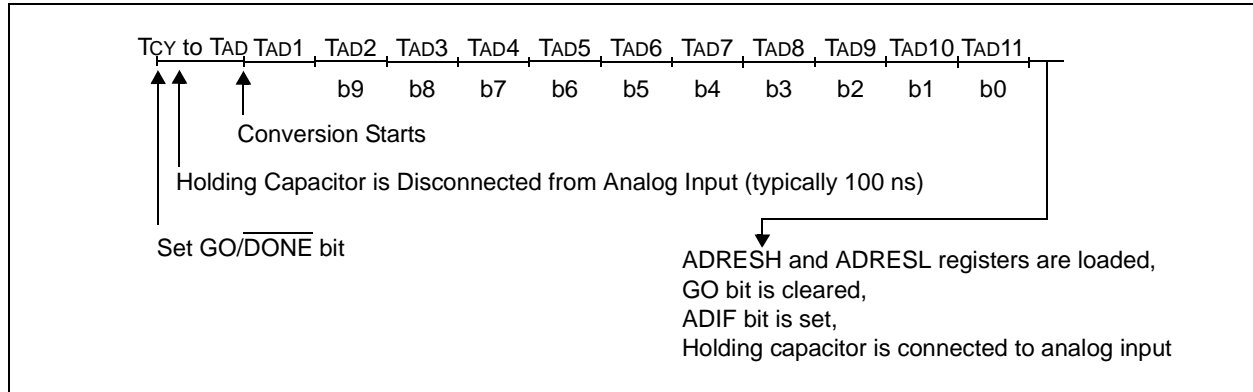 TCY to TAD TAD1 TAD2 TAD3 TAD4 TAD5 TAD6 TAD7 TAD8 TAD9 TAD10 TAD11
b9 b8 b7 b6 b5 b4 b3 b2 b1 b0
Conversion Starts
Holding Capacitor is Disconnected from Analog Input (typically 100 ns)
Set GO/DONE bit
ADRESH and ADRESL registers are loaded,
GO bit is cleared,
ADIF bit is set,
Holding capacitor is connected to analog input